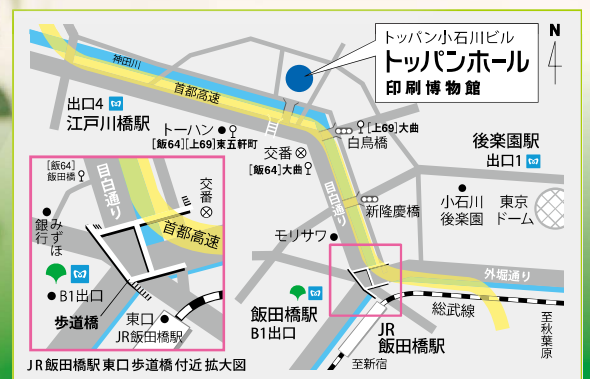 トッパン小石川ビル
トッパンホール
印刷博物館
N
神田川
首都高速
出口4
江戸川橋駅
トーハン
[飯64][上69]東五軒町
[上69]大曲
白鳥橋
交番
[飯64]大曲
後楽園駅
出口1
目白通り
新隆慶橋
小石川
後楽園
東京
ドーム
モリサワ
外堀通り
飯田橋駅
B1出口
JR
飯田橋駅
総武線
至秋葉原
至新宿
[飯64]
飯田橋
目白通り
交番
みずほ
銀行
首都高速
B1出口
歩道橋
東口
JR飯田橋駅
JR飯田橋駅東口歩道橋付近 拡大図